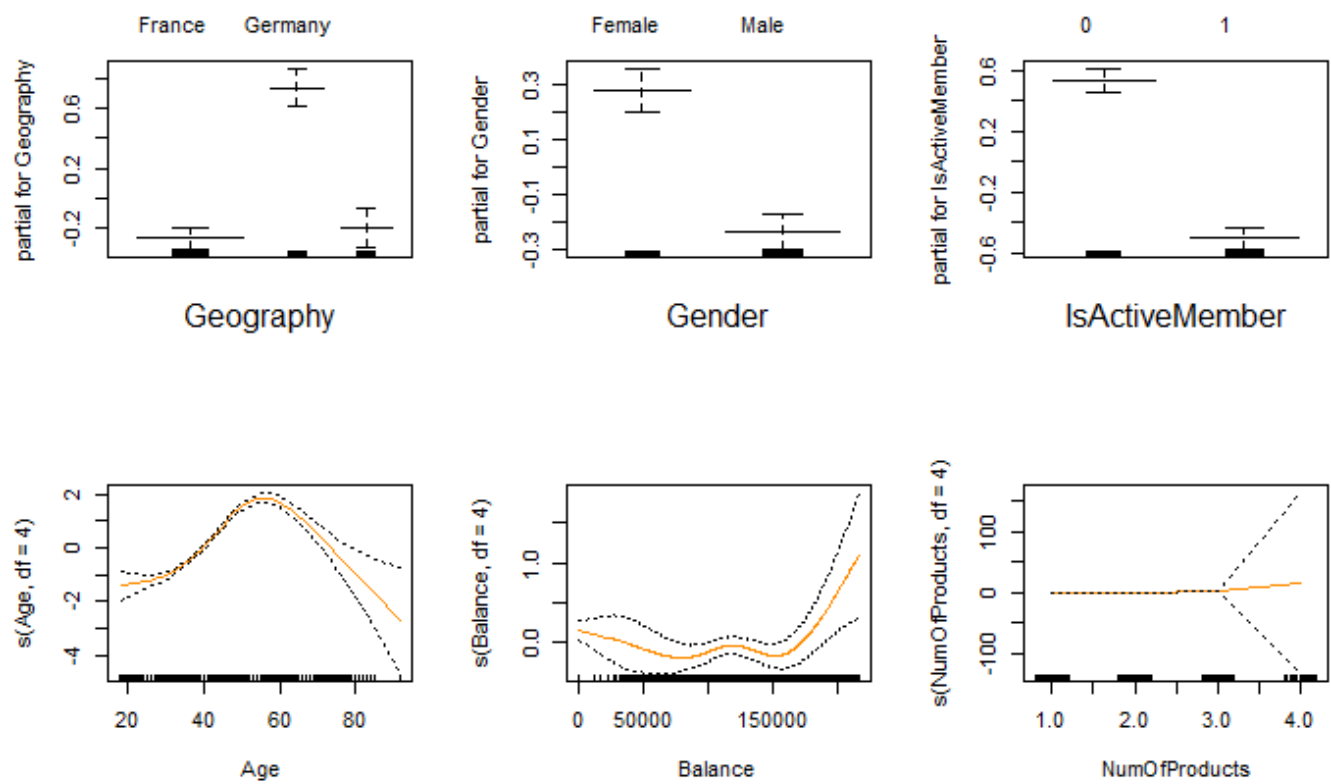 France Germany
partial for Geography
-0.2 0.2 0.6
Geography
Female Male
partial for Gender
-0.3 -0.1 0.1 0.3
Gender
0 1
partial for IsActiveMember
-0.6 -0.2 0.2 0.6
IsActiveMember
s(Age, df = 4)
-4 -2 0 2
20 40 60 80
Age
s(Balance, df = 4)
0.0 1.0
0 50000 150000
Balance
s(NumOfProducts, df = 4)
-100 0 100
1.0 2.0 3.0 4.0
NumOfProducts